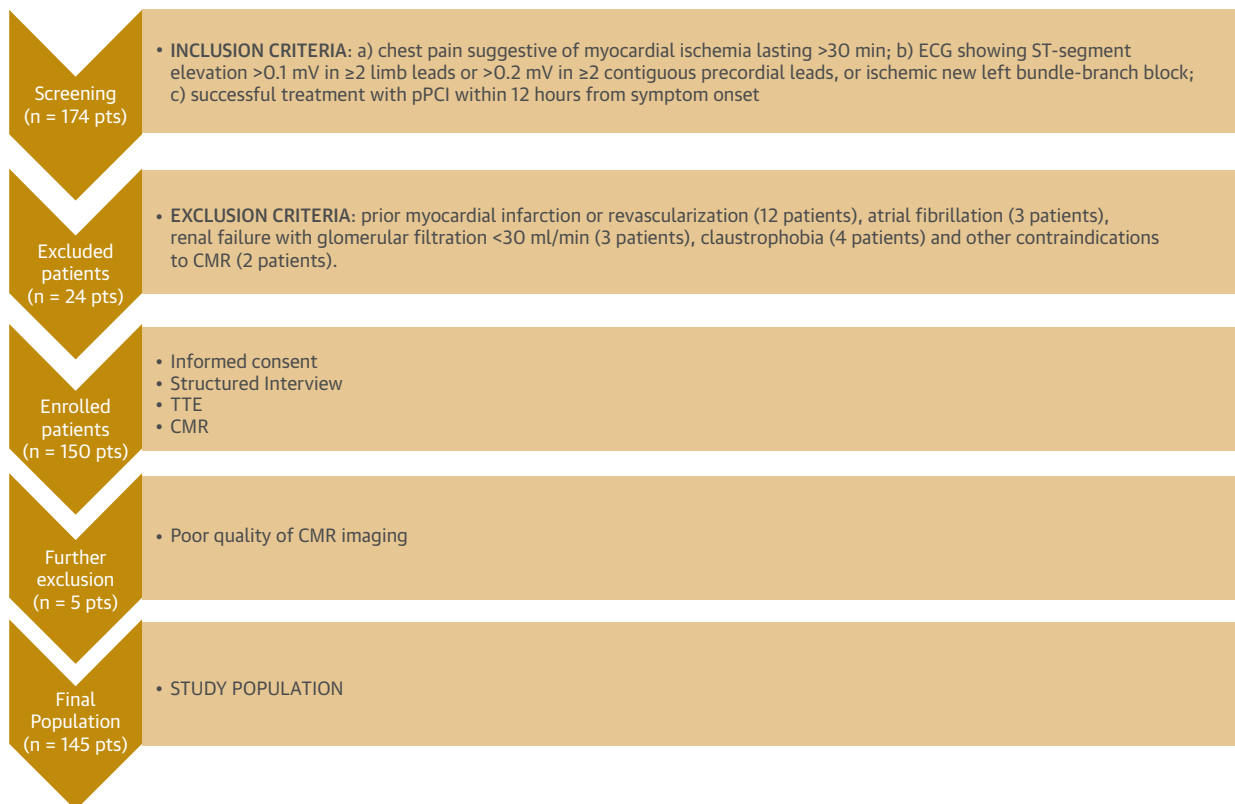 Screening
(n = 174 pts)
• INCLUSION CRITERIA: a) chest pain suggestive of myocardial ischemia lasting >30 min; b) ECG showing ST-segment
elevation >0.1 mV in ≥2 limb leads or >0.2 mV in ≥2 contiguous precordial leads, or ischemic new left bundle-branch block;
c) successful treatment with pPCI within 12 hours from symptom onset
Excluded
patients
(n = 24 pts)
• EXCLUSION CRITERIA: prior myocardial infarction or revascularization (12 patients), atrial fibrillation (3 patients),
renal failure with glomerular filtration <30 ml/min (3 patients), claustrophobia (4 patients) and other contraindications
to CMR (2 patients).
Enrolled
patients
(n = 150 pts)
• Informed consent
• Structured Interview
• TTE
• CMR
Further
exclusion
(n = 5 pts)
• Poor quality of CMR imaging
Final
Population
(n = 145 pts)
• STUDY POPULATION